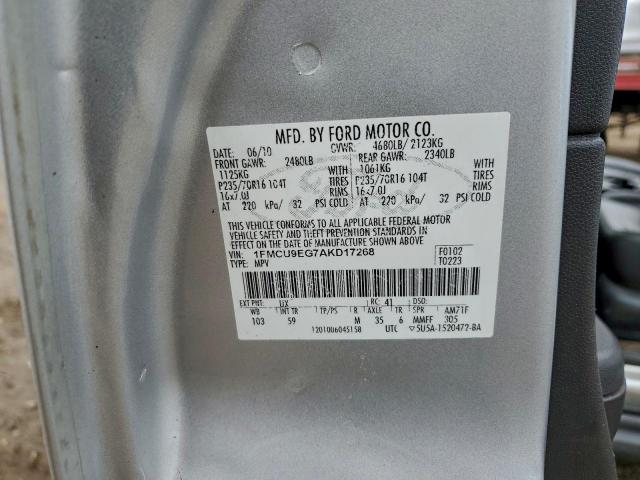 MFD. BY FORD MOTOR CO.
DATE: 06/10 GVWR: 4680LB/ 2123KG
FRONT GAWR: 2480LB REAR GAWR: 2340LB
1125KG WITH 1061KG WITH
P235/70R16 104T TIRES P235/70R16 104T TIRES
16x7.0J RIMS 16x7.0J RIMS
AT 220 kPa/ 32 PSI COLD AT 220 kPa/ 32 PSI COLD
THIS VEHICLE CONFORMS TO ALL APPLICABLE FEDERAL MOTOR
VEHICLE SAFETY AND THEFT PREVENTION STANDARDS IN
EFFECT ON THE DATE OF MANUFACTURE SHOWN ABOVE.
VIN: 1FMCU9EG7AKD17268 F0102
TYPE: MPV T0223
EXT PNT: UX RC: 41 DSO:
WB INT TR TP/PS R AXLE TR SPR AM71F
103 59 M 35 6 MMFF 305
1201006045158 UTC 5U5A-1520472-BA